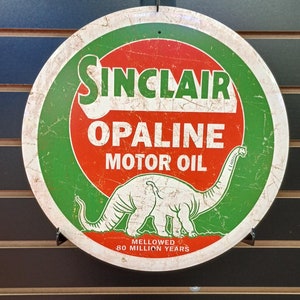 SINCLAIR
OPALINE
MOTOR OIL
MELLOWED
80 MILLION YEARS